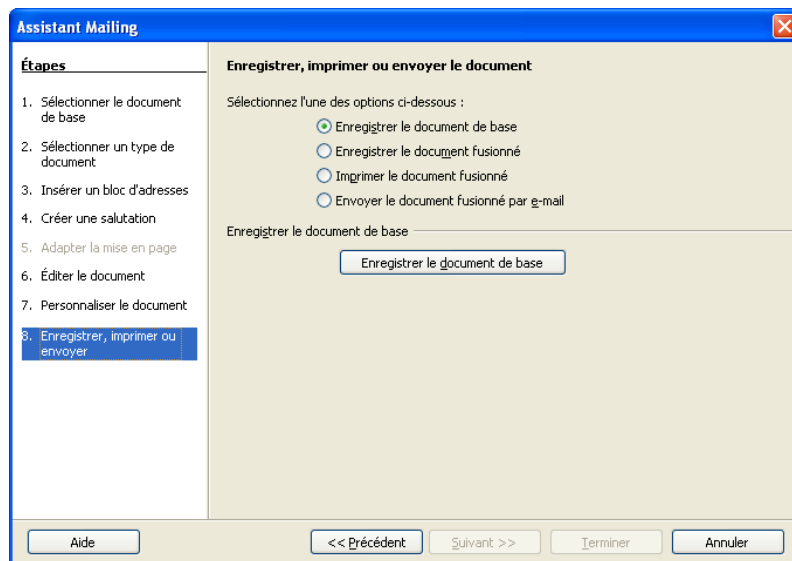 Assistant Mailing
Étapes
1. Sélectionner le document
de base
2. Sélectionner un type de
document
3. Insérer un bloc d'adresses
4. Créer une salutation
5. Adapter la mise en page
6. Éditer le document
7. Personnaliser le document
8. Enregistrer, imprimer ou
envoyer
Enregistrer, imprimer ou envoyer le document
Sélectionnez l'une des options ci-dessous :
Enregistrer le document de base
Enregistrer le document fusionné
Imprimer le document fusionné
Envoyer le document fusionné par e-mail
Enregistrer le document de base
Enregistrer le document de base
Aide
<< Précédent
Suivant >>
Terminer
Annuler